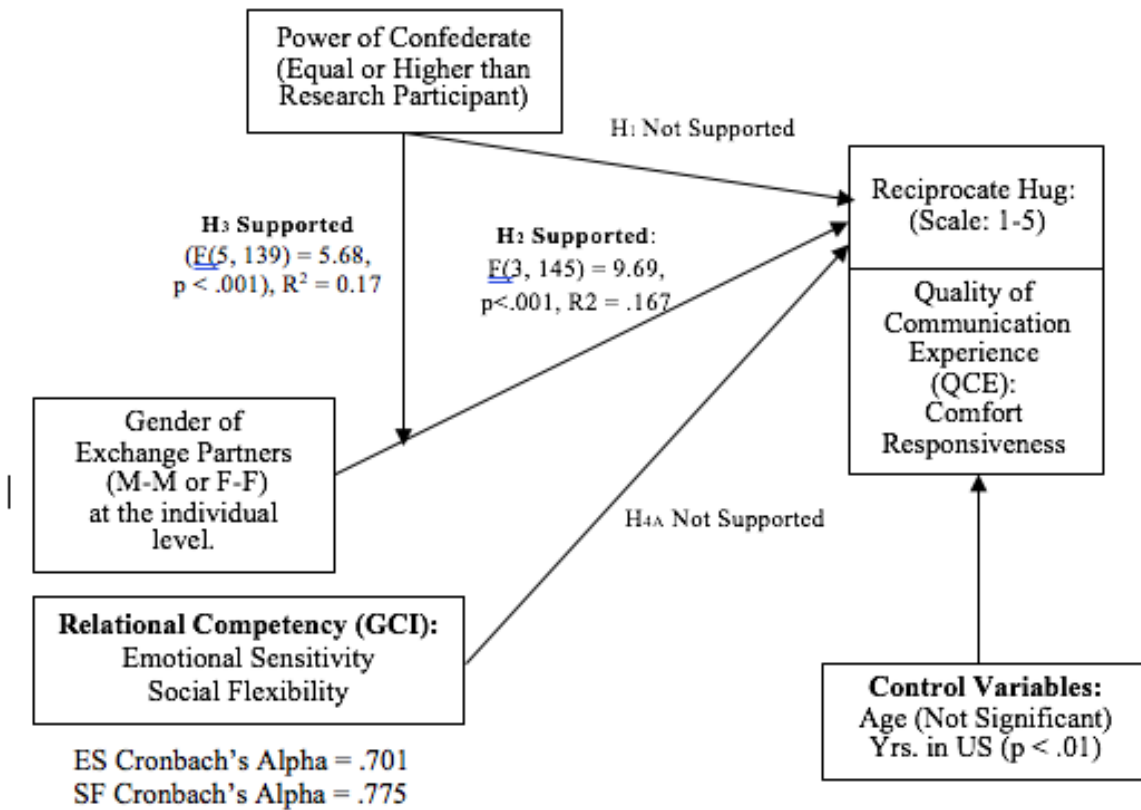 Power of Confederate
(Equal or Higher than
Research Participant)
H1 Not Supported
Reciprocate Hug:
(Scale: 1-5)
H3 Supported
(F(5, 139) = 5.68,
p < .001), R² = 0.17
H2 Supported:
F(3, 145) = 9.69,
p<.001, R2 = .167
Quality of
Communication
Experience
(QCE):
Comfort
Responsiveness
Gender of
Exchange Partners
(M-M or F-F)
at the individual
level.
H4A Not Supported
Relational Competency (GCI):
Emotional Sensitivity
Social Flexibility
Control Variables:
Age (Not Significant)
Yrs. in US (p < .01)
ES Cronbach's Alpha = .701
SF Cronbach's Alpha = .775